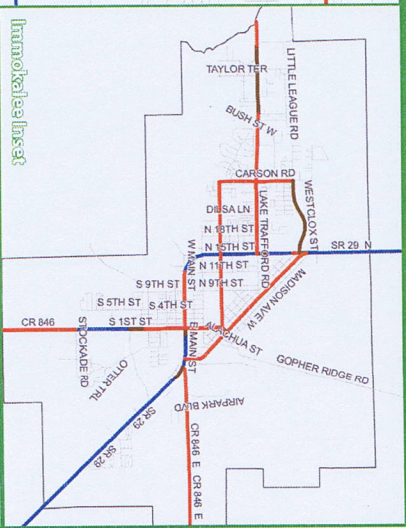 Immokalee Inset
TAYLOR TER
LITTLE LEAGUE RD
BUSH ST W
CARSON RD
WESTCLOX ST
DILSA LN
LAKE TRAFFORD RD
N 18TH ST
N 15TH ST
SR 29 N
W MAIN ST
N 11TH ST
N 9TH ST
S 9TH ST
MADISON AVE W
S 5TH ST
S 4TH ST
CR 846
S 1ST ST
STOCKADE RD
E MAIN ST
ALACHUA ST
GOPHER RIDGE RD
OTTER TRL
AIRPARK BLVD
SR 29
SR 29
CR 846 E
CR 846 E